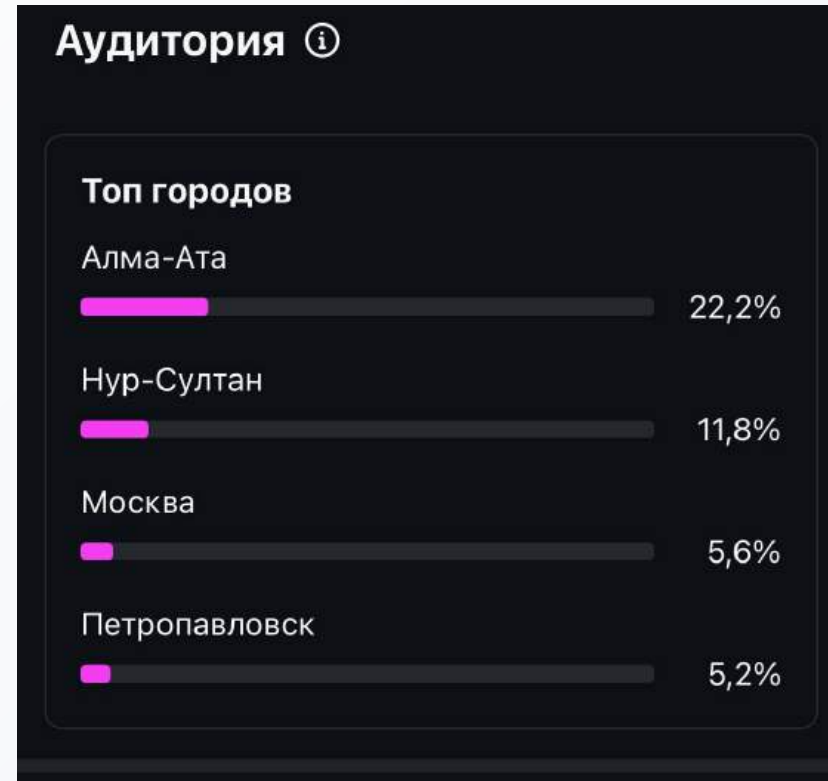 Аудитория
Топ городов
Алма-Ата
22,2%
Нур-Султан
11,8%
Москва
5,6%
Петропавловск
5,2%